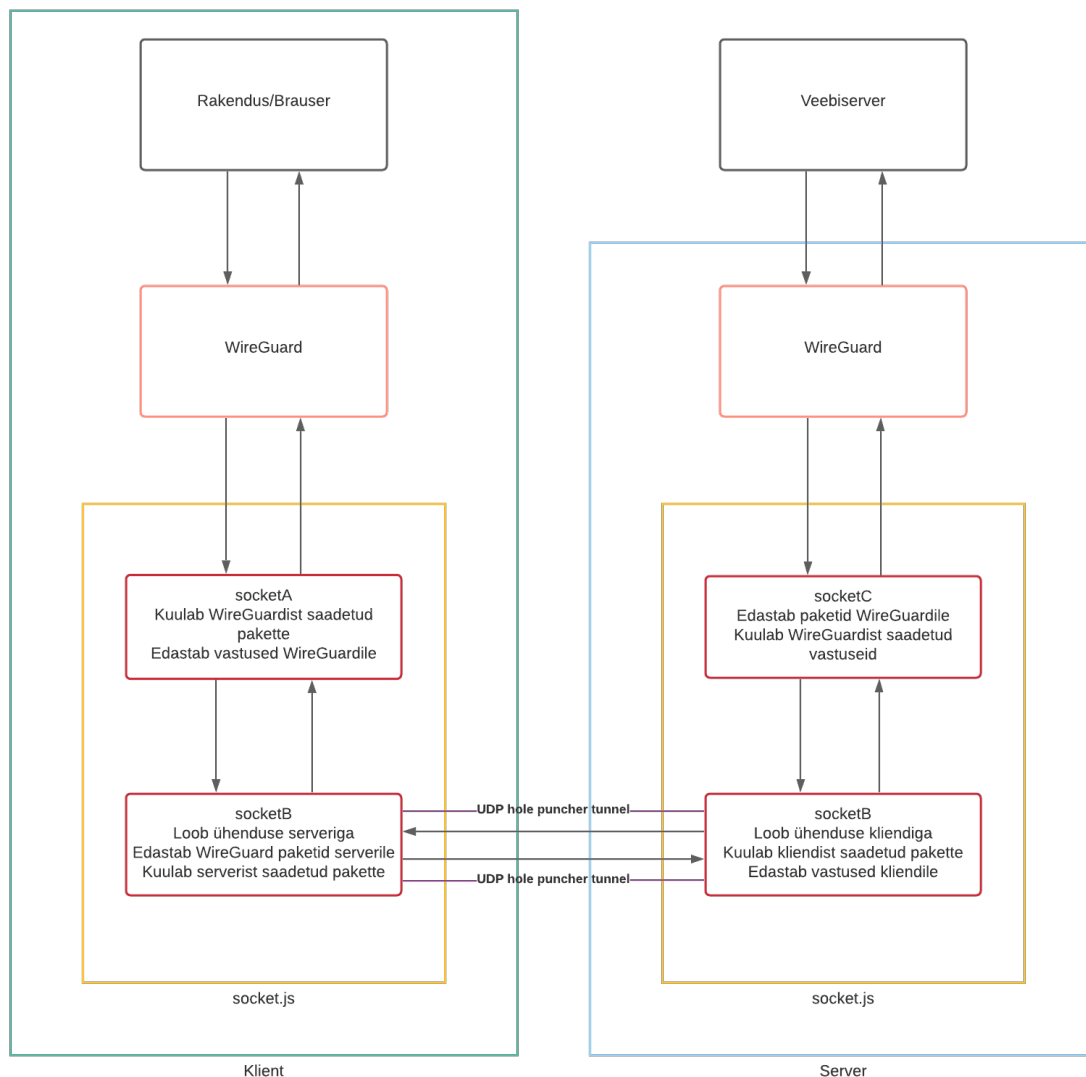 Rakendus/Brauser
Veebiserver
WireGuard
WireGuard
socketA
Kuulab WireGuardist saadetud
pakette
Edastab vastused WireGuardile
socketC
Edastab paketid WireGuardile
Kuulab WireGuardist saadetud
vastuseid
socketB
Loob ühenduse serveriga
Edastab WireGuard paketid serverile
Kuulab serverist saadetud pakette
UDP hole puncher tunnel
UDP hole puncher tunnel
socketB
Loob ühenduse kliendiga
Kuulab kliendist saadetud pakette
Edastab vastused kliendile
socket.js
socket.js
Klient
Server